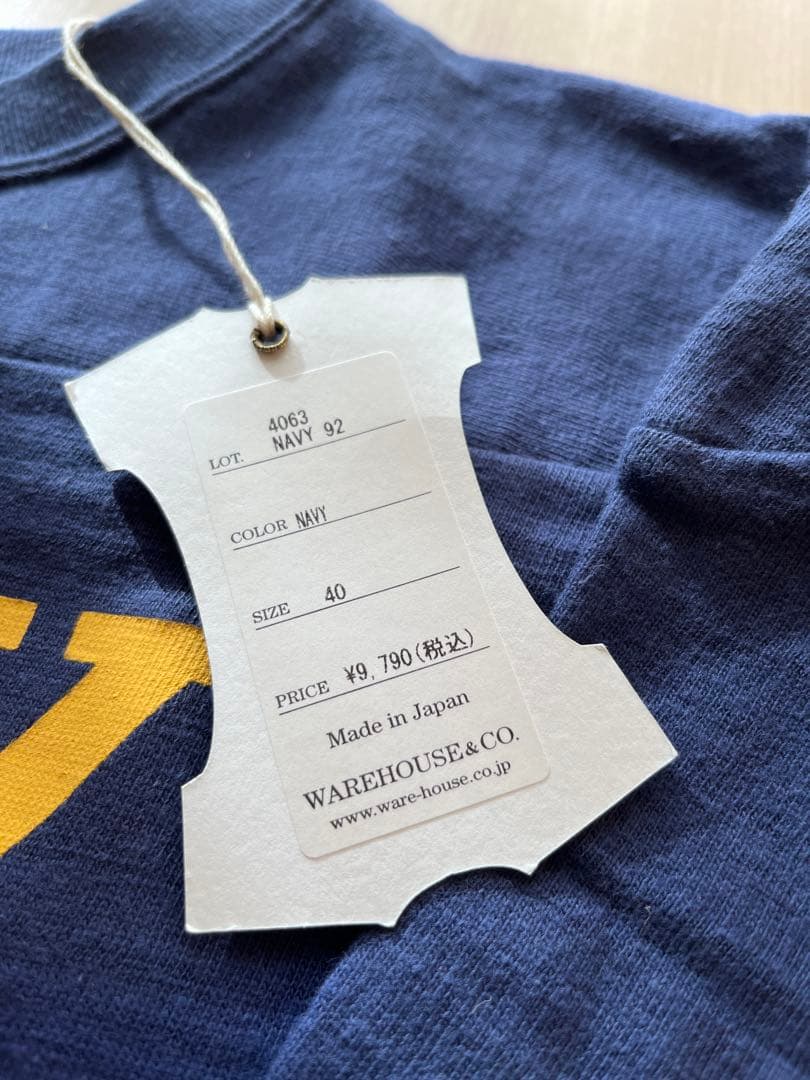 4063
LOT. NAVY 92
COLOR NAVY
SIZE 40
PRICE ¥9,790(税込)
Made in Japan
WAREHOUSE & CO.
www.ware-house.co.jp